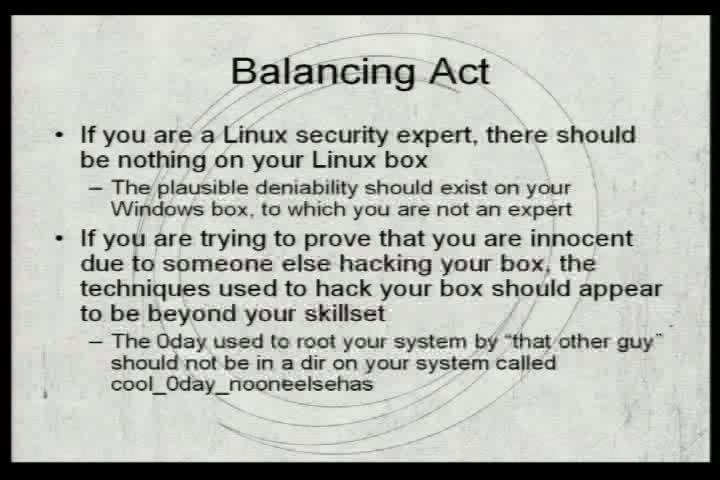 Balancing Act
• If you are a Linux security expert, there should
be nothing on your Linux box
– The plausible deniability should exist on your
Windows box, to which you are not an expert
• If you are trying to prove that you are innocent
due to someone else hacking your box, the
techniques used to hack your box should appear
to be beyond your skillset
– The 0day used to root your system by “that other guy”
should not be in a dir on your system called
cool_0day_nooneelsehas